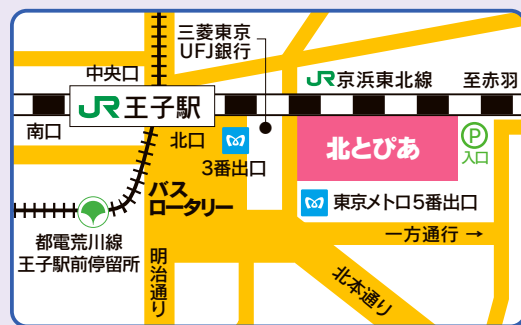 三菱東京
UFJ銀行
中央口
JR京浜東北線
至赤羽
JR王子駅
南口
北口
3番出口
北とぴあ
P
入口
バス
ロータリー
東京メトロ5番出口
一方通行 →
都電荒川線
王子駅前停留所
明治通り
北本通り